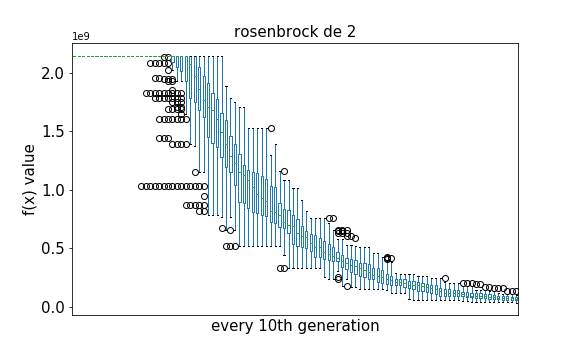 rosenbrock de 2
1e9
2.0
1.5
1.0
0.5
0.0
f(x) value
every 10th generation